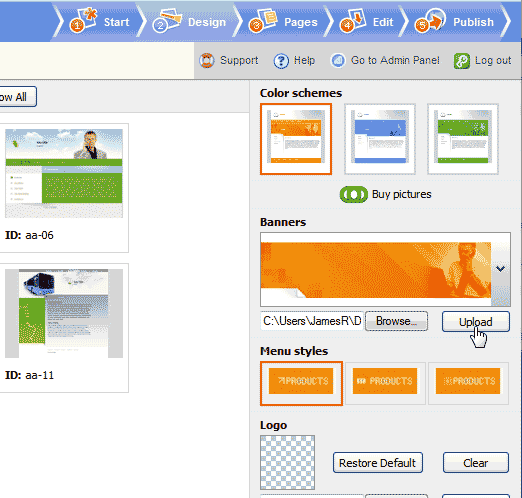 1 Start 2 Design 3 Pages 4 Edit 5 Publish
Support Help Go to Admin Panel Log out
ow All
Color schemes
Buy pictures
ID: aa-06
Banners
C:\Users\JamesR\D Browse... Upload
ID: aa-11
Menu styles
PRODUCTS PRODUCTS PRODUCTS
Logo
Restore Default Clear